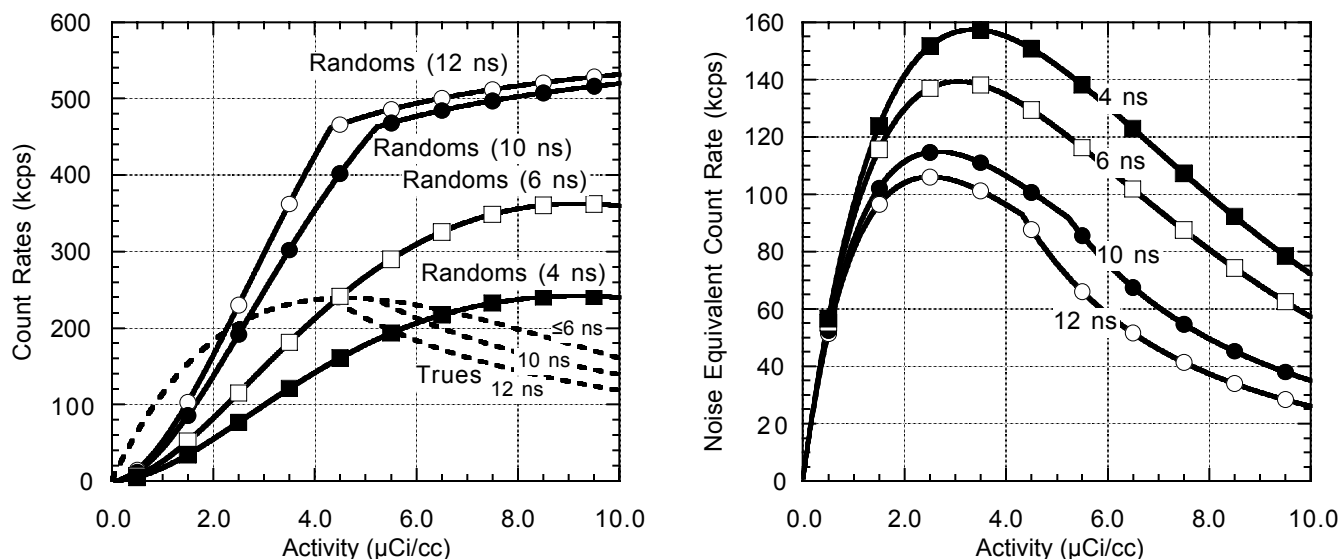 600
500
400
300
200
100
0
Count Rates (kcps)
Randoms (12 ns)
Randoms (10 ns)
Randoms (6 ns)
Randoms (4 ns)
≤6 ns
10 ns
12 ns
Trues
0.0 2.0 4.0 6.0 8.0 10.0
Activity (µCi/cc)
160
140
120
100
80
60
40
20
0
Noise Equivalent Count Rate (kcps)
4 ns
6 ns
10 ns
12 ns
0.0 2.0 4.0 6.0 8.0 10.0
Activity (µCi/cc)